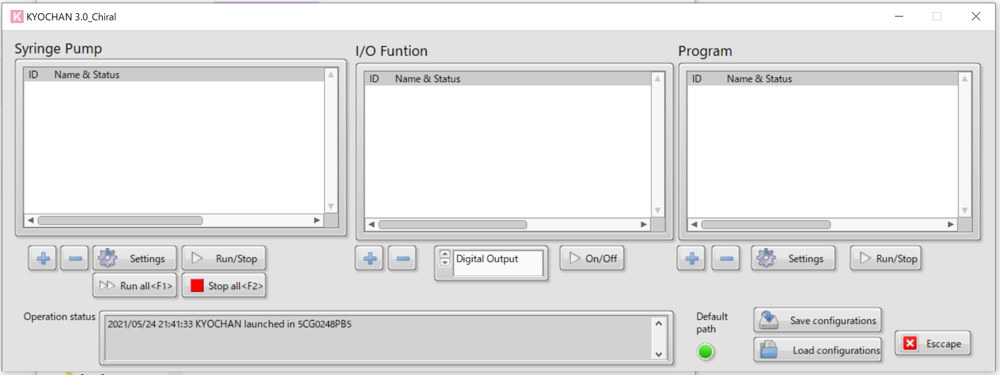 K KYOCHAN 3.0_Chiral
Syringe Pump
I/O Funtion
Program
ID Name & Status
ID Name & Status
ID Name & Status
Settings
Run/Stop
Digital Output
On/Off
Settings
Run/Stop
Run all<F1>
Stop all<F2>
Operation status
2021/05/24 21:41:33 KYOCHAN launched in 5CG0248PB5
Default
path
Save configurations
Load configurations
Esccape